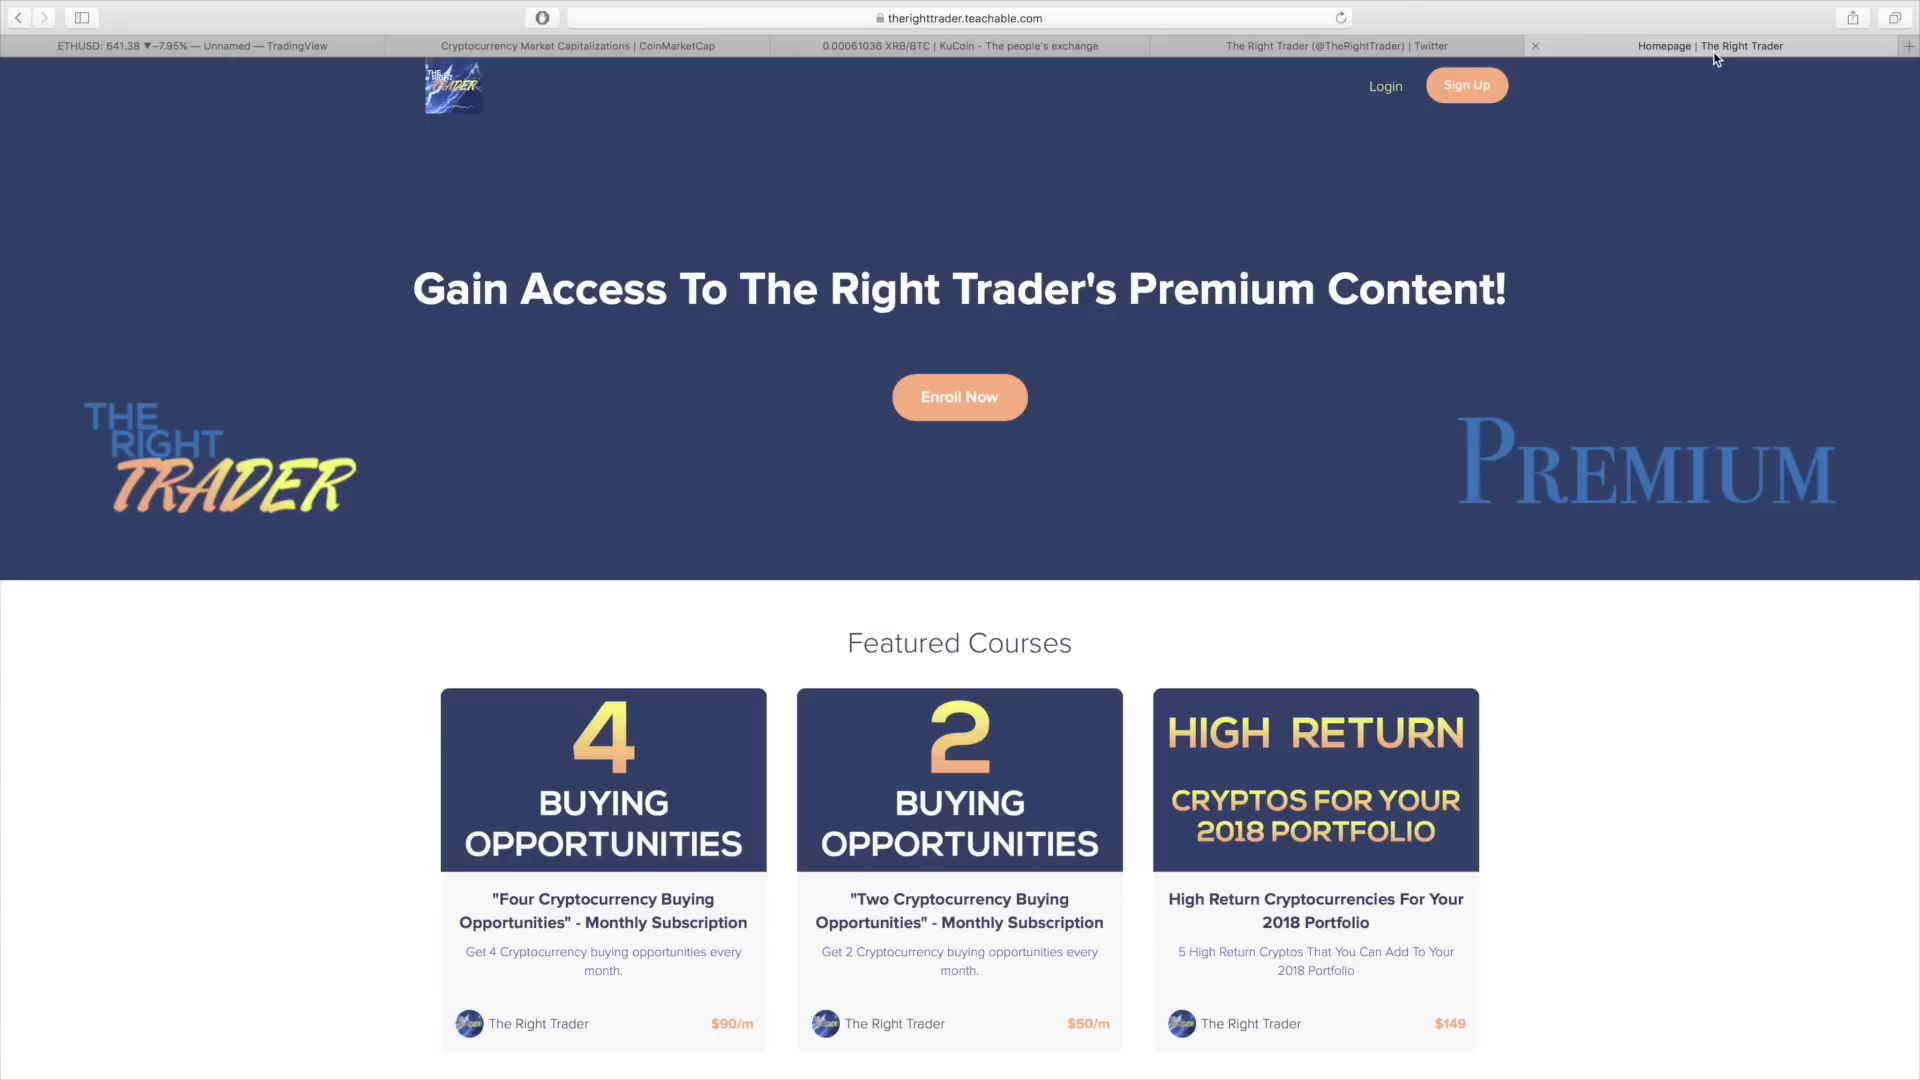 therighttrader.teachable.com
ETHUSD: 641.38 ▼−7.95% — Unnamed — TradingView
Cryptocurrency Market Capitalizations | CoinMarketCap
0.00061036 XRB/BTC | KuCoin - The people's exchange
The Right Trader (@TheRightTrader) | Twitter
Homepage | The Right Trader
THE
RIGHT
TRADER
Login
Sign Up
Gain Access To The Right Trader's Premium Content!
Enroll Now
THE
RIGHT
TRADER
PREMIUM
Featured Courses
4
BUYING
OPPORTUNITIES
"Four Cryptocurrency Buying
Opportunities" - Monthly Subscription
Get 4 Cryptocurrency buying opportunities every
month.
The Right Trader
$90/m
2
BUYING
OPPORTUNITIES
"Two Cryptocurrency Buying
Opportunities" - Monthly Subscription
Get 2 Cryptocurrency buying opportunities every
month.
The Right Trader
$50/m
HIGH RETURN
CRYPTOS FOR YOUR
2018 PORTFOLIO
High Return Cryptocurrencies For Your
2018 Portfolio
5 High Return Cryptos That You Can Add To Your
2018 Portfolio
The Right Trader
$149